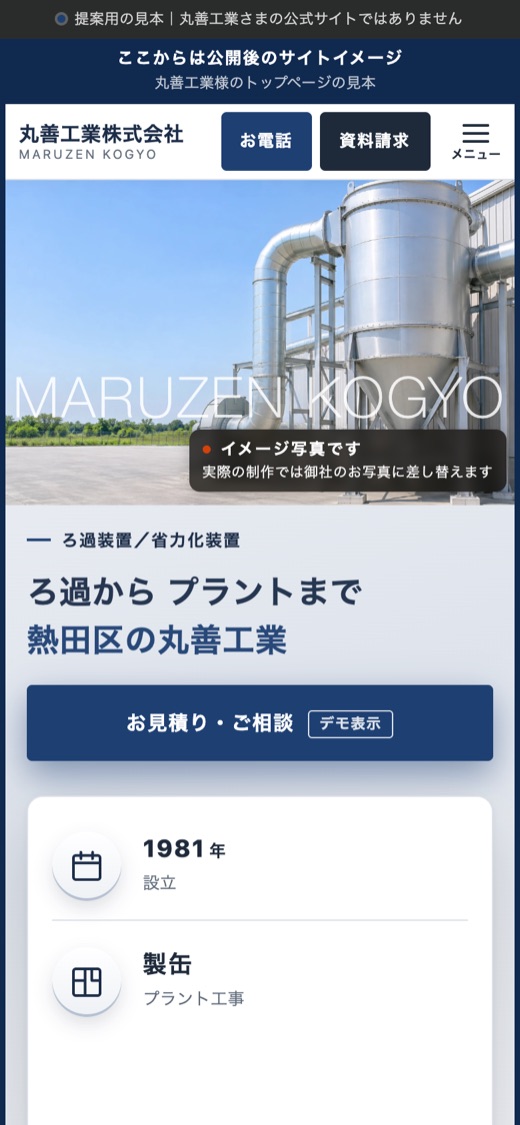 提案用の見本｜丸善工業さまの公式サイトではありません
ここからは公開後のサイトイメージ
丸善工業様のトップページの見本
丸善工業株式会社
MARUZEN KOGYO
お電話
資料請求
メニュー
MARUZEN KOGYO
イメージ写真です
実際の制作では御社のお写真に差し替えます
ろ過装置／省力化装置
ろ過から プラントまで
熱田区の丸善工業
お見積り・ご相談 デモ表示
1981年
設立
製缶
プラント工事